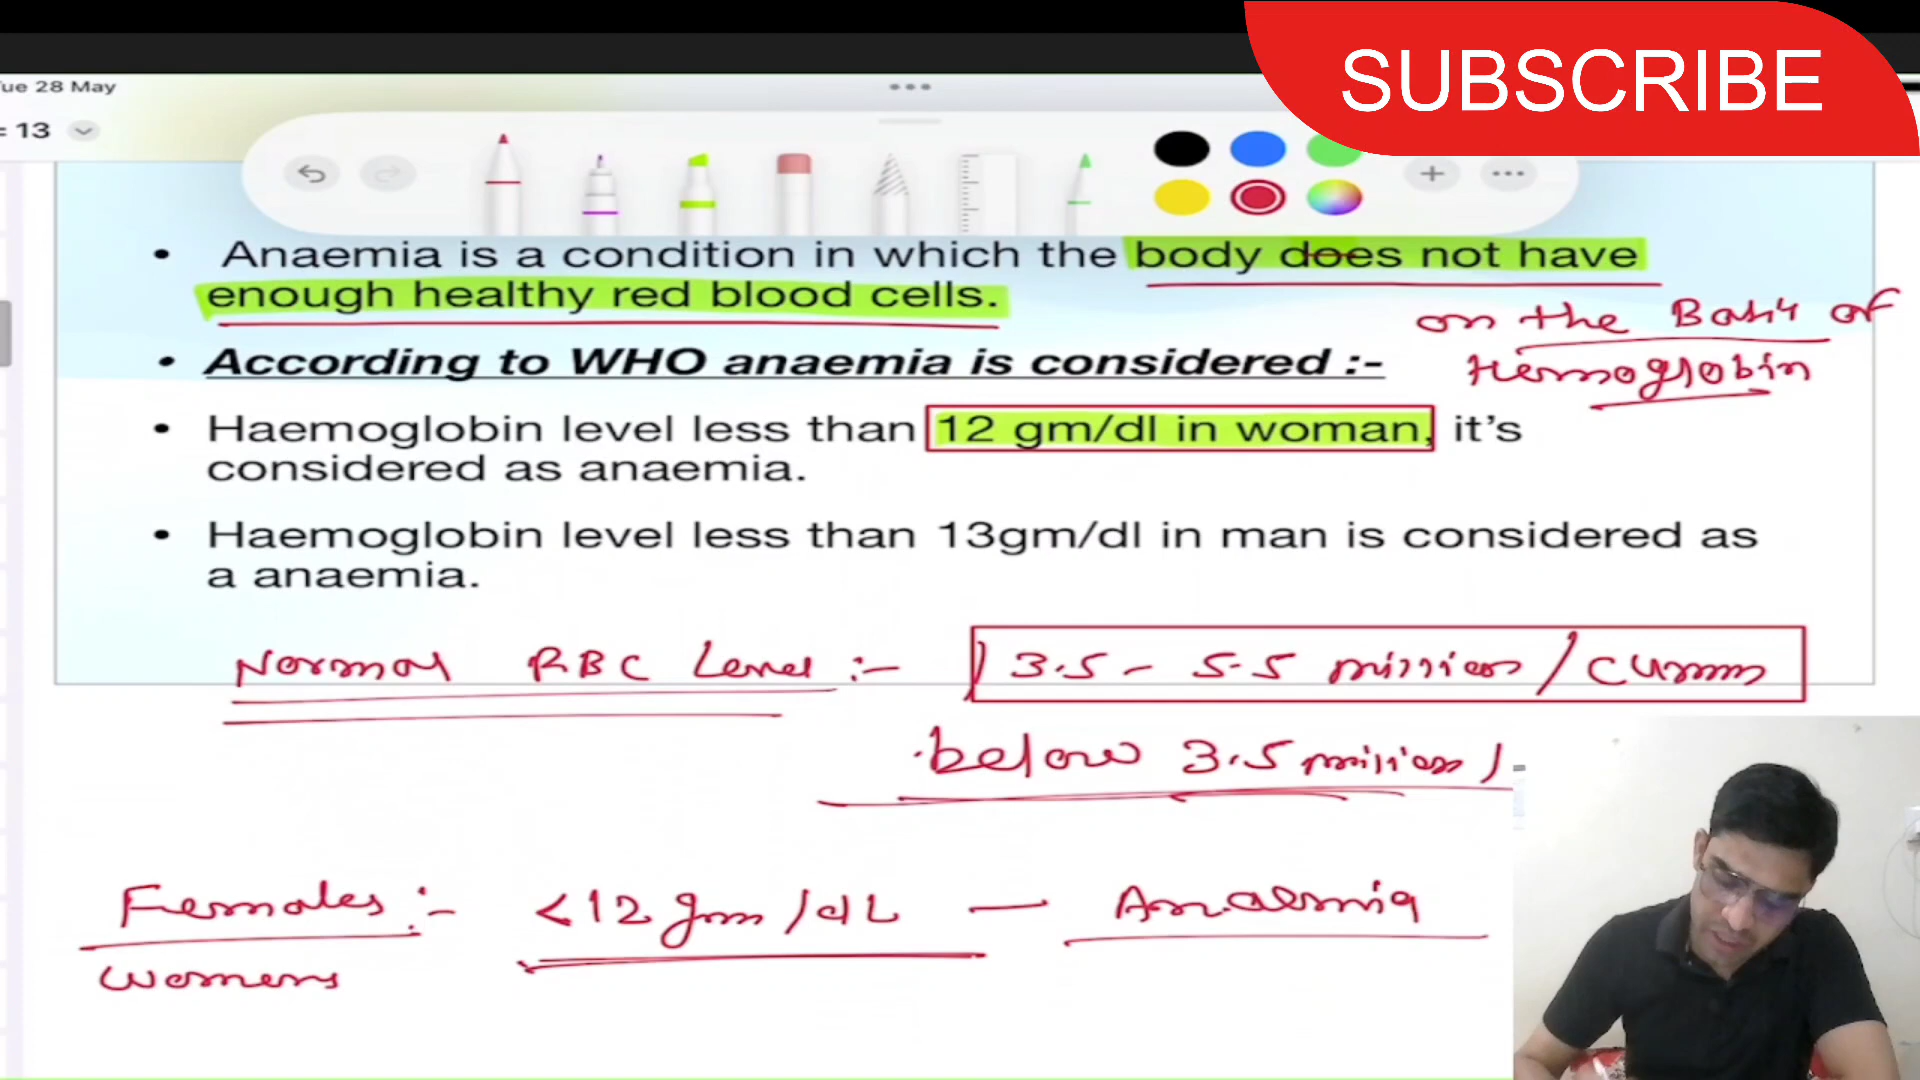 SUBSCRIBE
Tue 28 May
= 13
• Anaemia is a condition in which the body does not have
enough healthy red blood cells.
on the Basis of
Hemoglobin
• According to WHO anaemia is considered :-
• Haemoglobin level less than 12 gm/dl in woman, it's
considered as anaemia.
• Haemoglobin level less than 13gm/dl in man is considered as
a anaemia.
Normal RBC Level :- 3.5 - 5.5 million / cumm
below 3.5 million /
Females :- <12 gm/dL — Anaemia
Womens